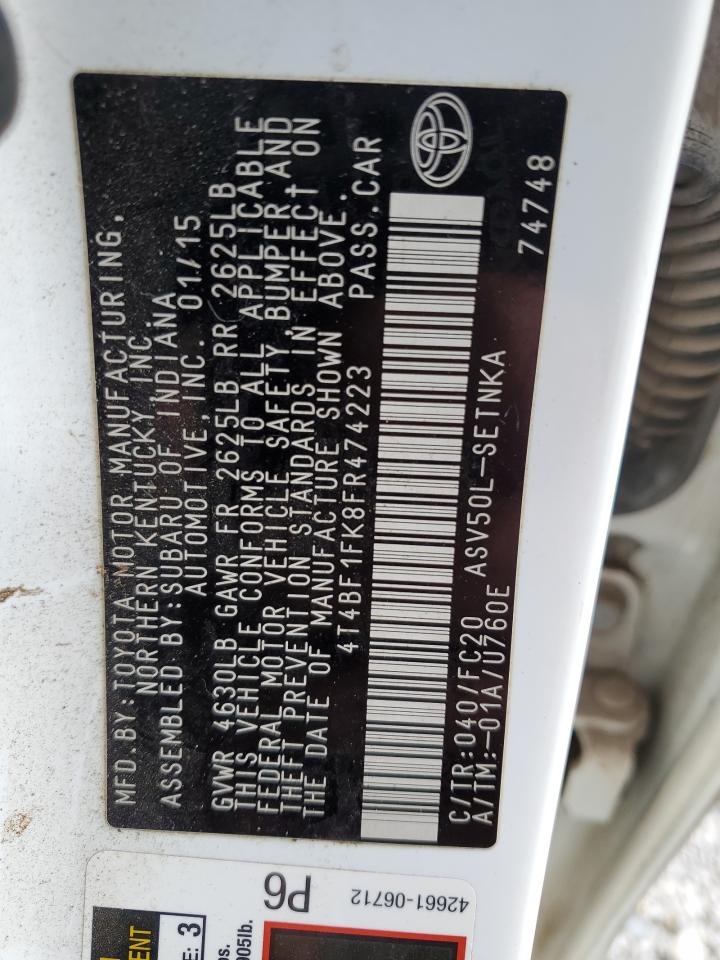 MFD.BY:TOYOTA MOTOR MANUFACTURING,
NORTHERN KENTUCKY,INC.
ASSEMBLED BY:SUBARU OF INDIANA
AUTOMOTIVE,INC. 01/15
GVWR 4630LB GAWR FR 2625LB RR 2625LB
THIS VEHICLE CONFORMS TO ALL APPLICABLE
FEDERAL MOTOR VEHICLE SAFETY,BUMPER AND
THEFT PREVENTION STANDARDS IN EFFECT ON
THE DATE OF MANUFACTURE SHOWN ABOVE.
4T4BF1FK8FR474223 PASS.CAR
C/TR:040/FC20 ASV50L-SETNKA
A/TM:-01A/U760E
74748
P6
42661-06712
E: 3
005lb.